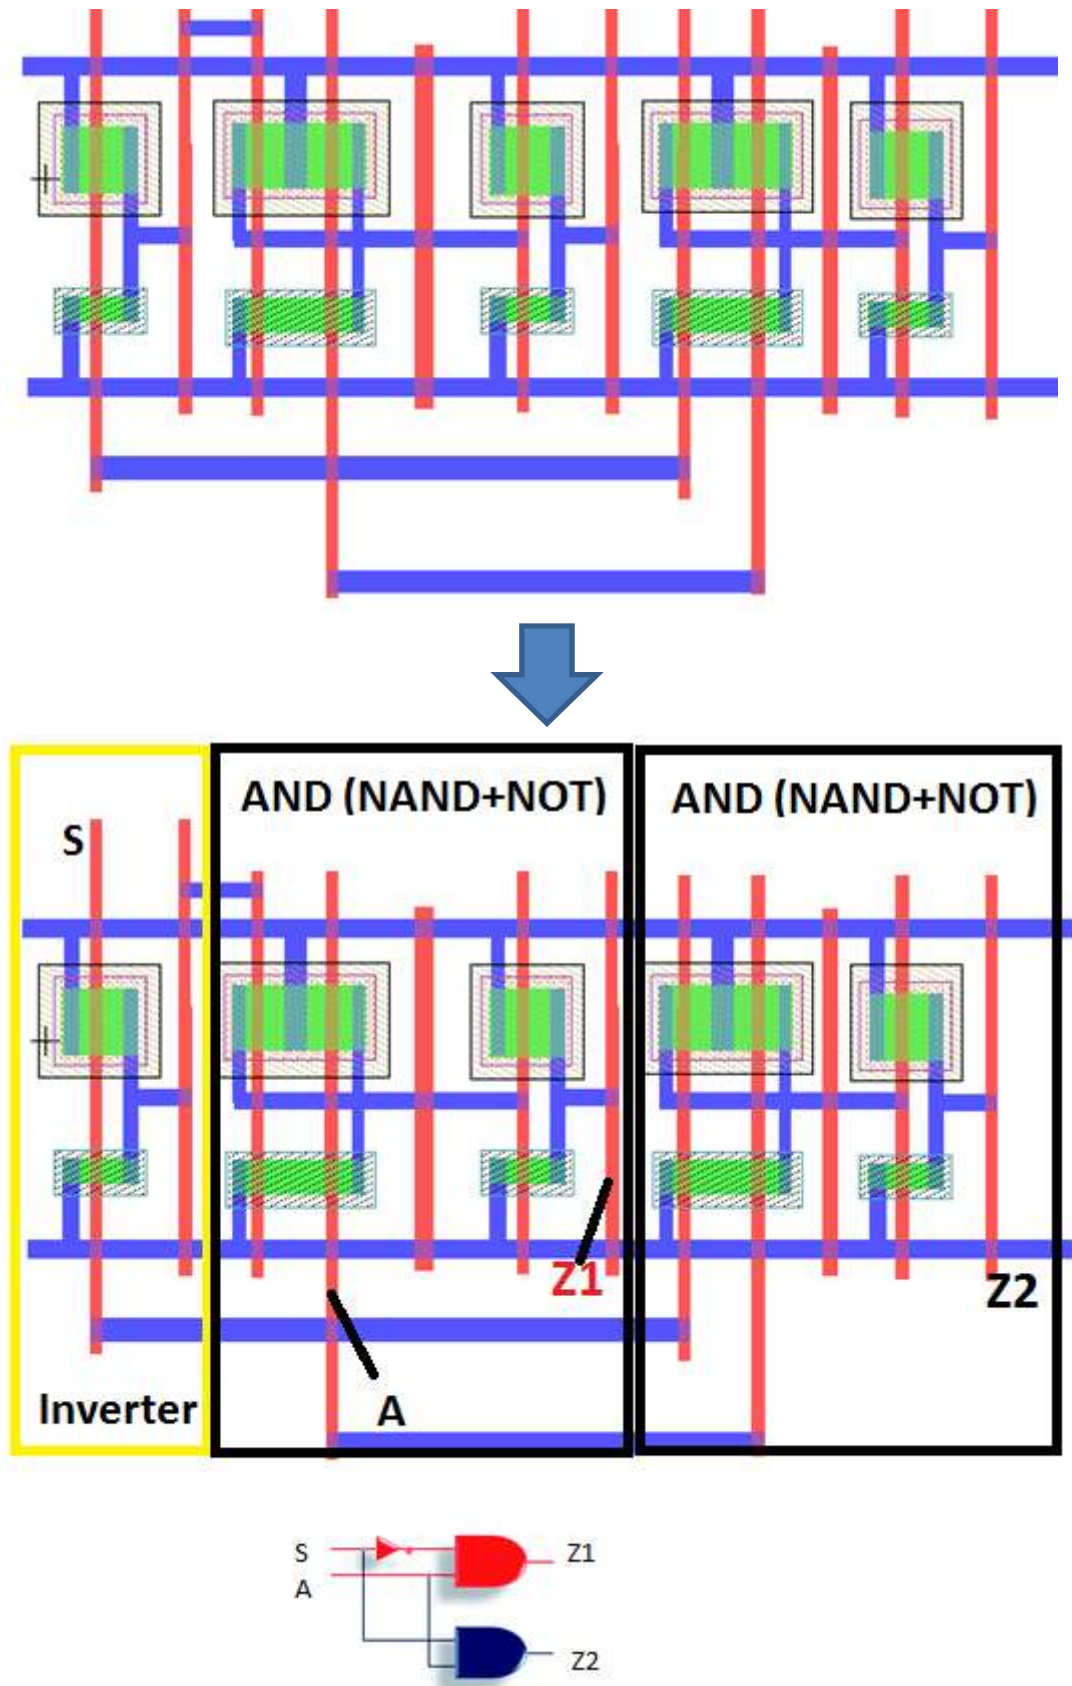 AND (NAND+NOT)
AND (NAND+NOT)
S
Z1
Z2
Inverter
A
S
Z1
A
Z2